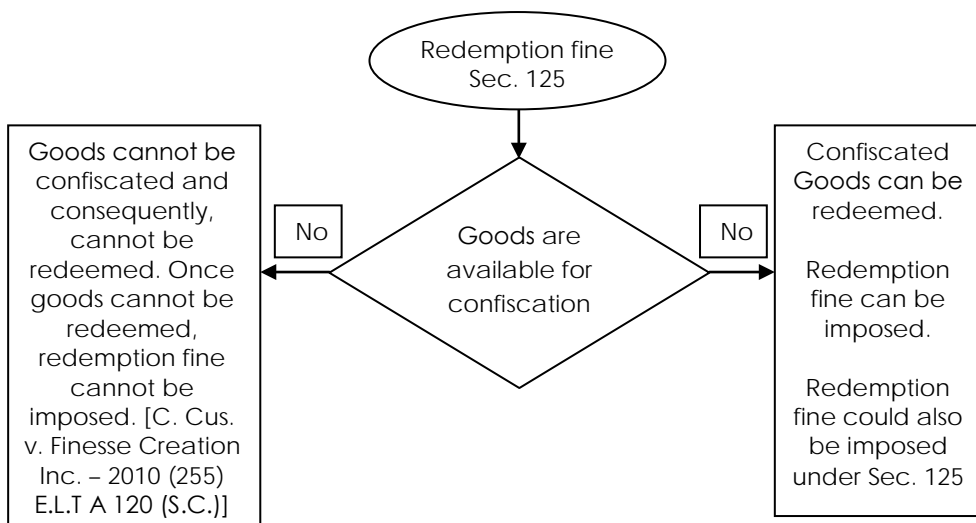 Redemption fine
Sec. 125
Goods cannot be
confiscated and
consequently,
cannot be
redeemed. Once
goods cannot be
redeemed,
redemption fine
cannot be
imposed. [C. Cus.
v. Finesse Creation
Inc. – 2010 (255)
E.L.T A 120 (S.C.)]
No
Goods are
available for
confiscation
No
Confiscated
Goods can be
redeemed.
Redemption
fine can be
imposed.
Redemption
fine could also
be imposed
under Sec. 125